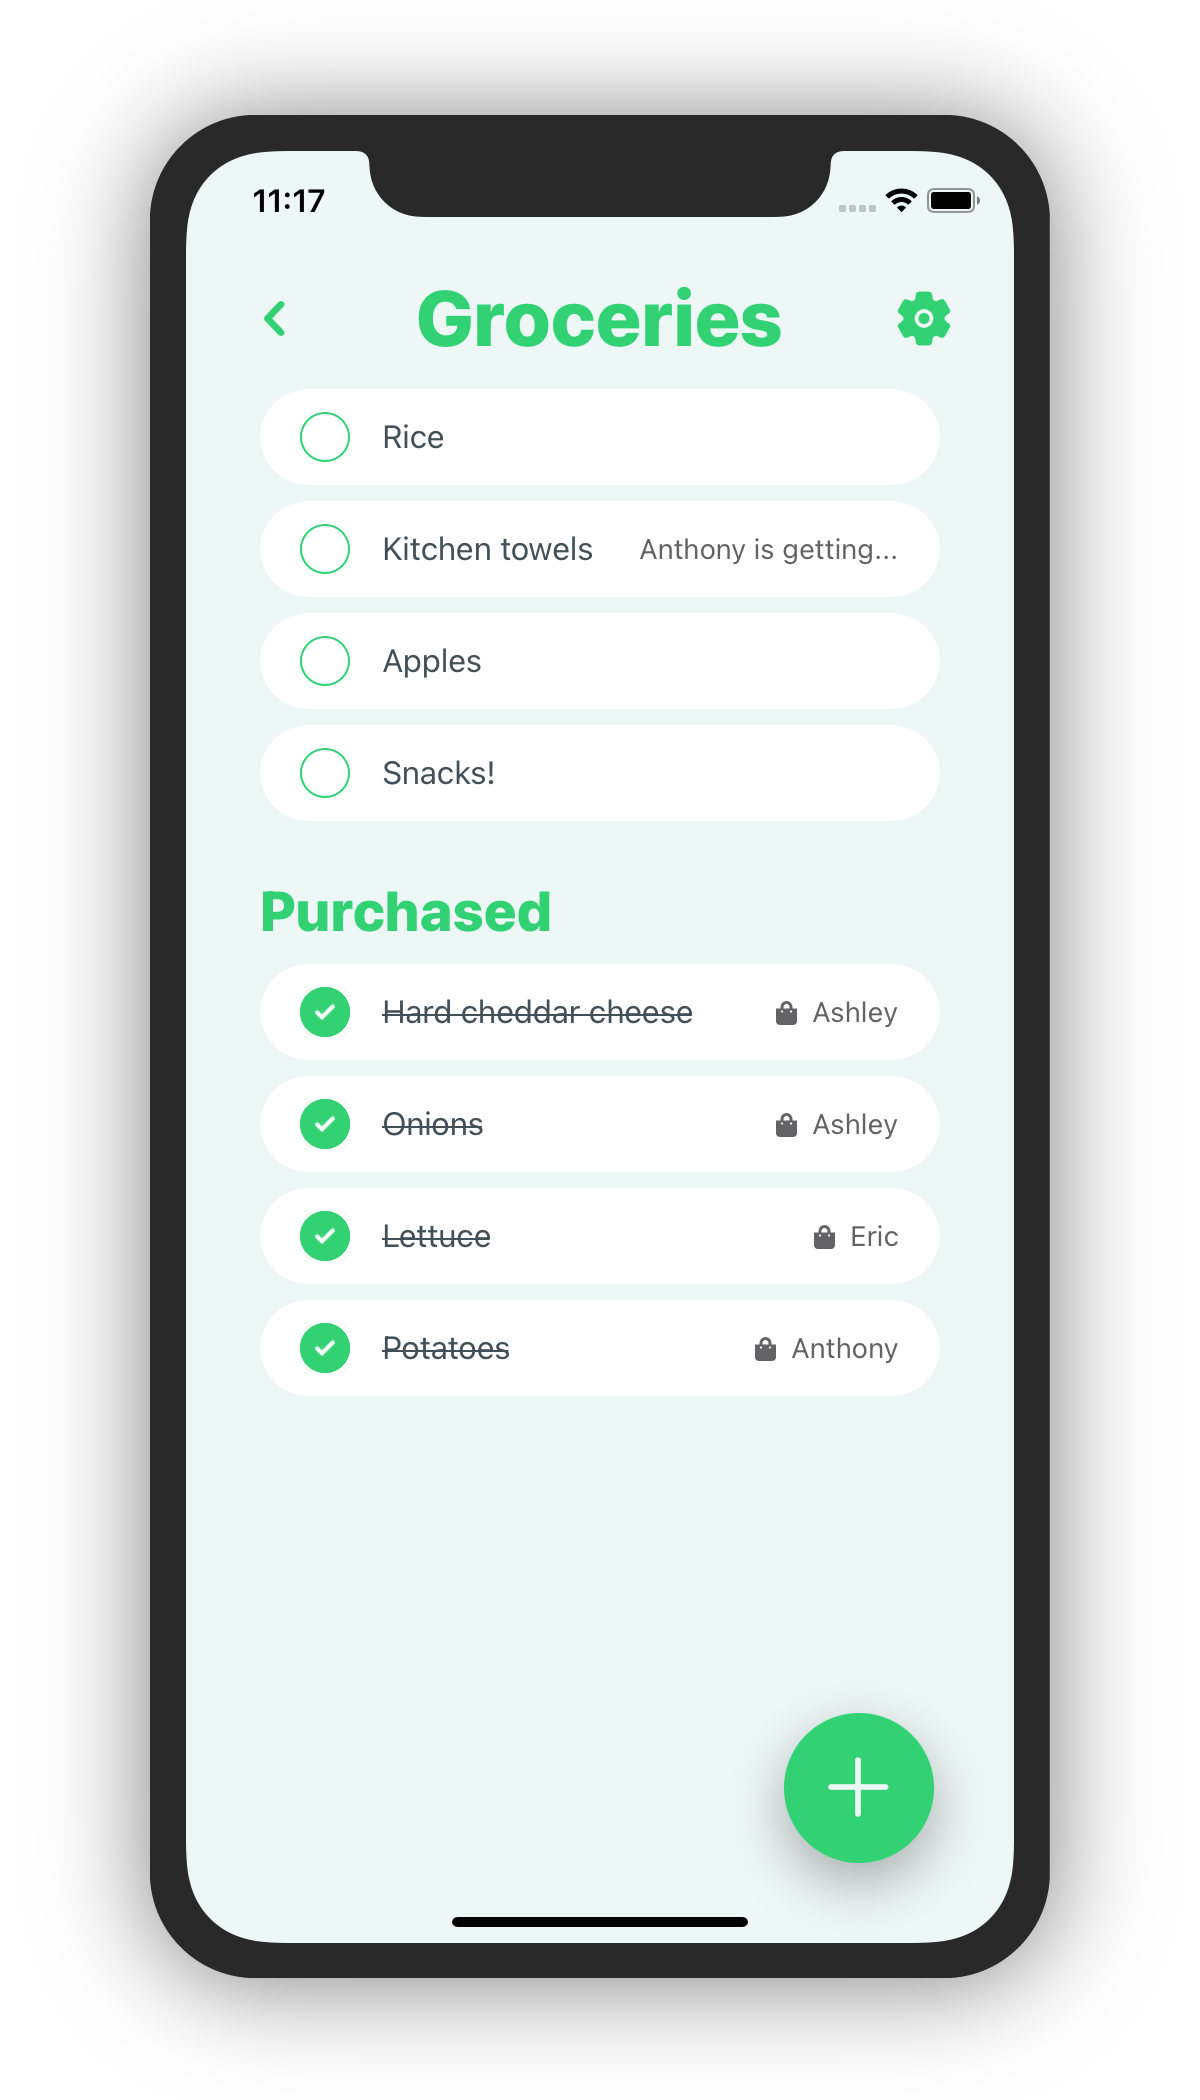 11:17
Groceries
Rice
Kitchen towels Anthony is getting...
Apples
Snacks!
Purchased
Hard cheddar cheese Ashley
Onions Ashley
Lettuce Eric
Potatoes Anthony